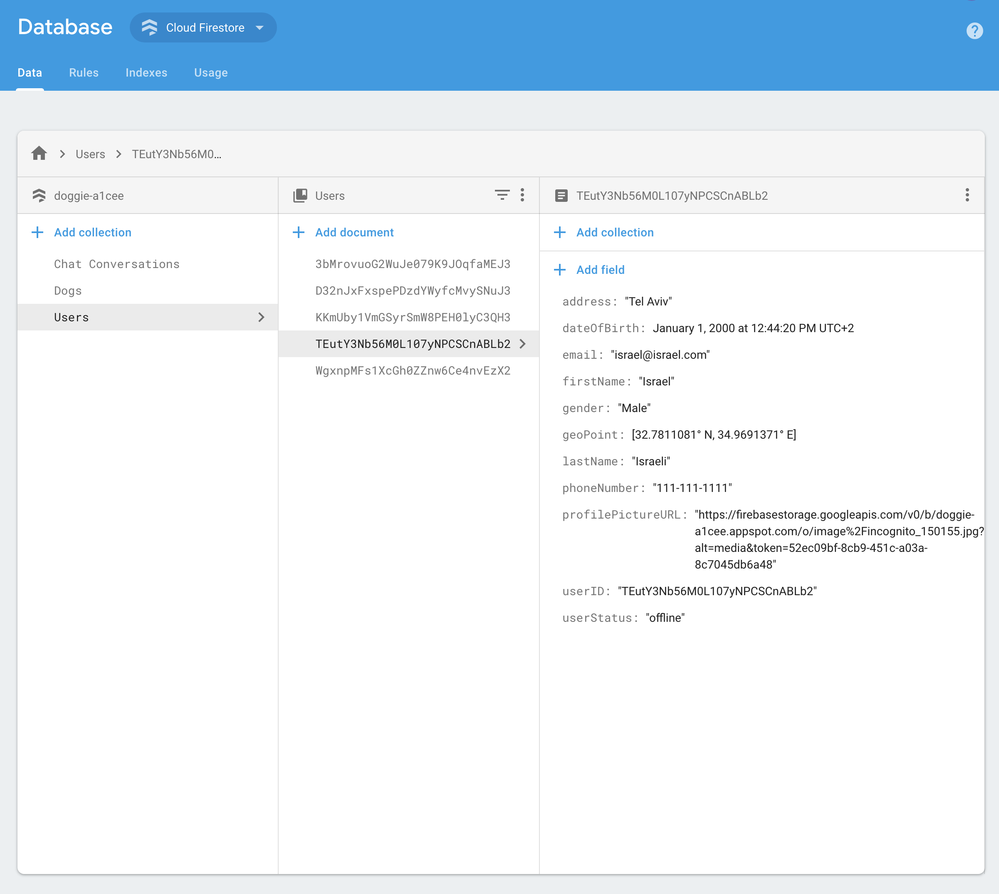 Database
Cloud Firestore
?
Data
Rules
Indexes
Usage
Users
TEutY3Nb56M0...
doggie-a1cee
Add collection
Chat Conversations
Dogs
Users
Users
Add document
3bMrovuoG2WuJe079K9JOqfaMEJ3
D32nJxFxspePDzdYWyfcMvySNuJ3
KKmUby1VmGSyrSmW8PEH0lyC3QH3
TEutY3Nb56M0L107yNPCSCnABLb2
WgxnpMFs1XcGh0ZZnw6Ce4nvEzX2
TEutY3Nb56M0L107yNPCSCnABLb2
Add collection
Add field
address: "Tel Aviv"
dateOfBirth: January 1, 2000 at 12:44:20 PM UTC+2
email: "israel@israel.com"
firstName: "Israel"
gender: "Male"
geoPoint: [32.7811081° N, 34.9691371° E]
lastName: "Israeli"
phoneNumber: "111-111-1111"
profilePictureURL: "https://firebasestorage.googleapis.com/v0/b/doggie-
a1cee.appspot.com/o/image%2Fincognito_150155.jpg?
alt=media&token=52ec09bf-8cb9-451c-a03a-
8c7045db6a48"
userID: "TEutY3Nb56M0L107yNPCSCnABLb2"
userStatus: "offline"